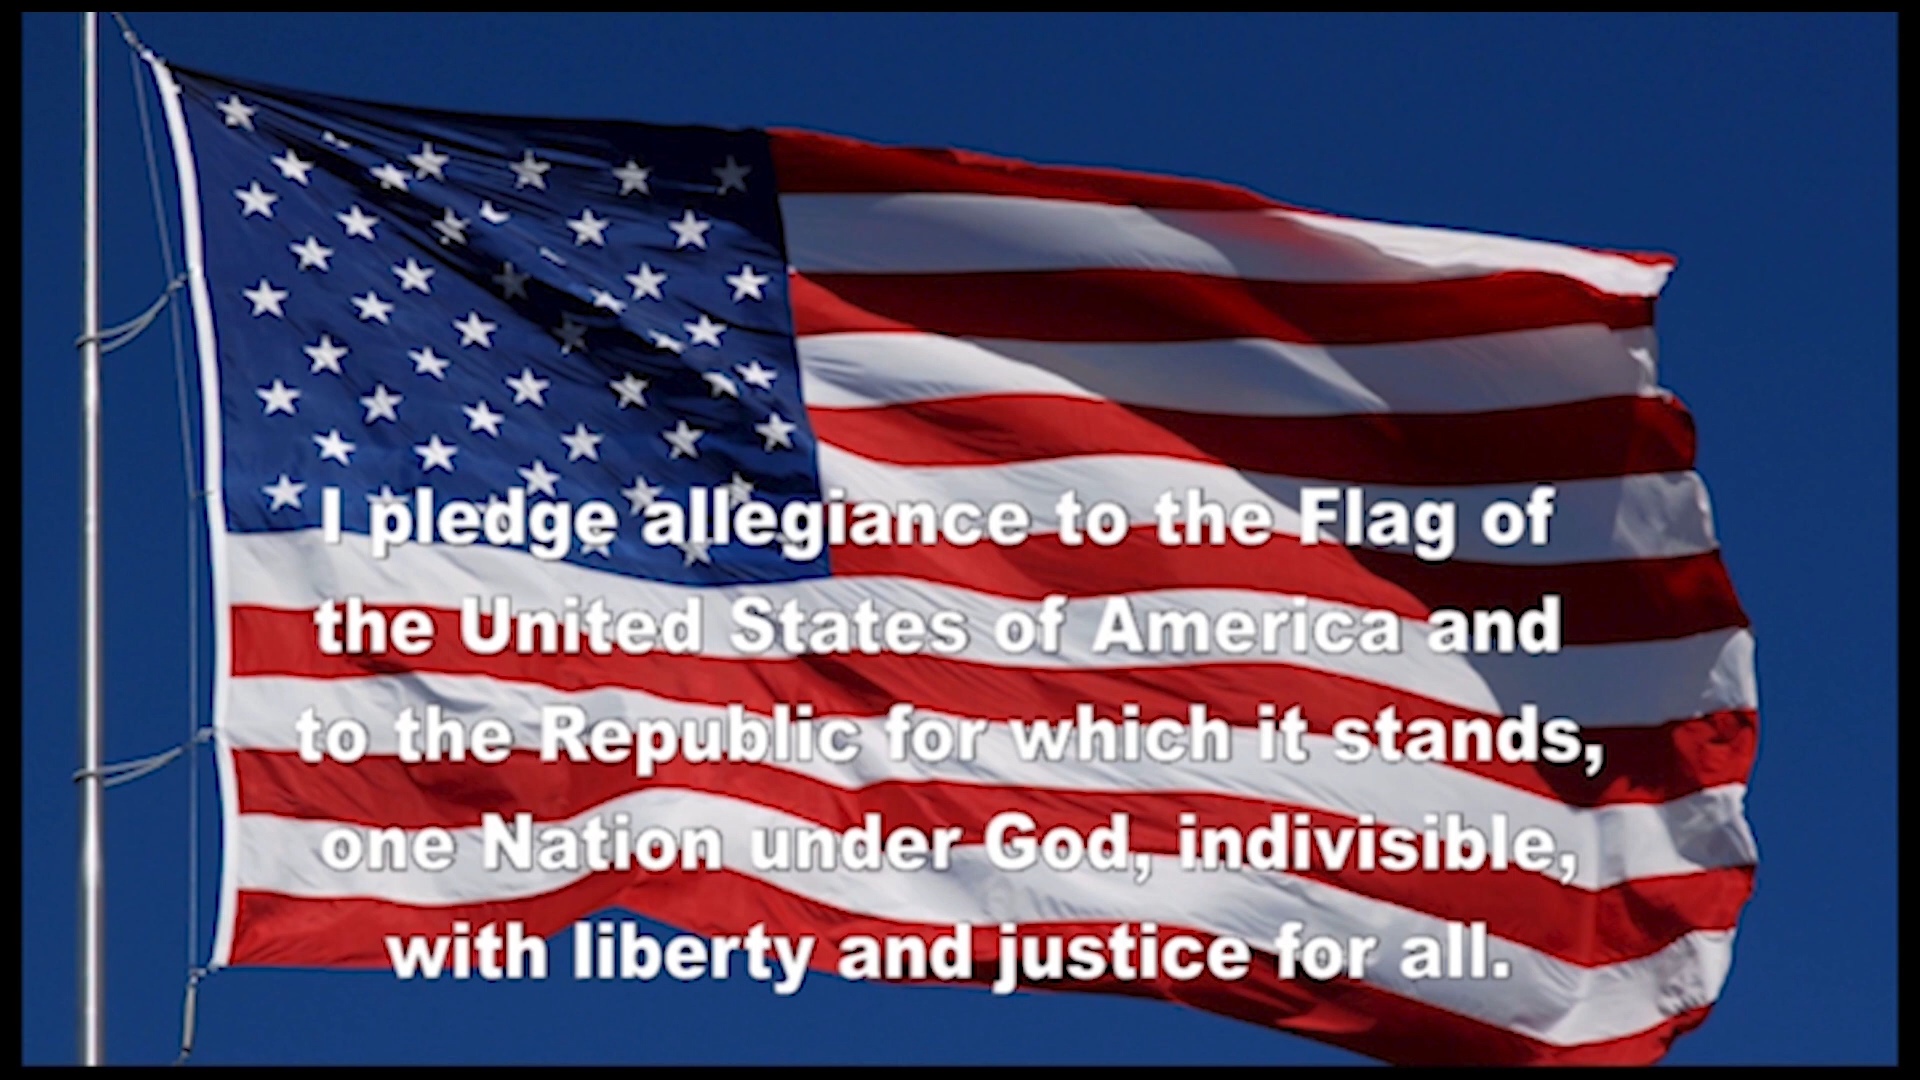 I pledge allegiance to the Flag of
the United States of America and
to the Republic for which it stands,
one Nation under God, indivisible,
with liberty and justice for all.